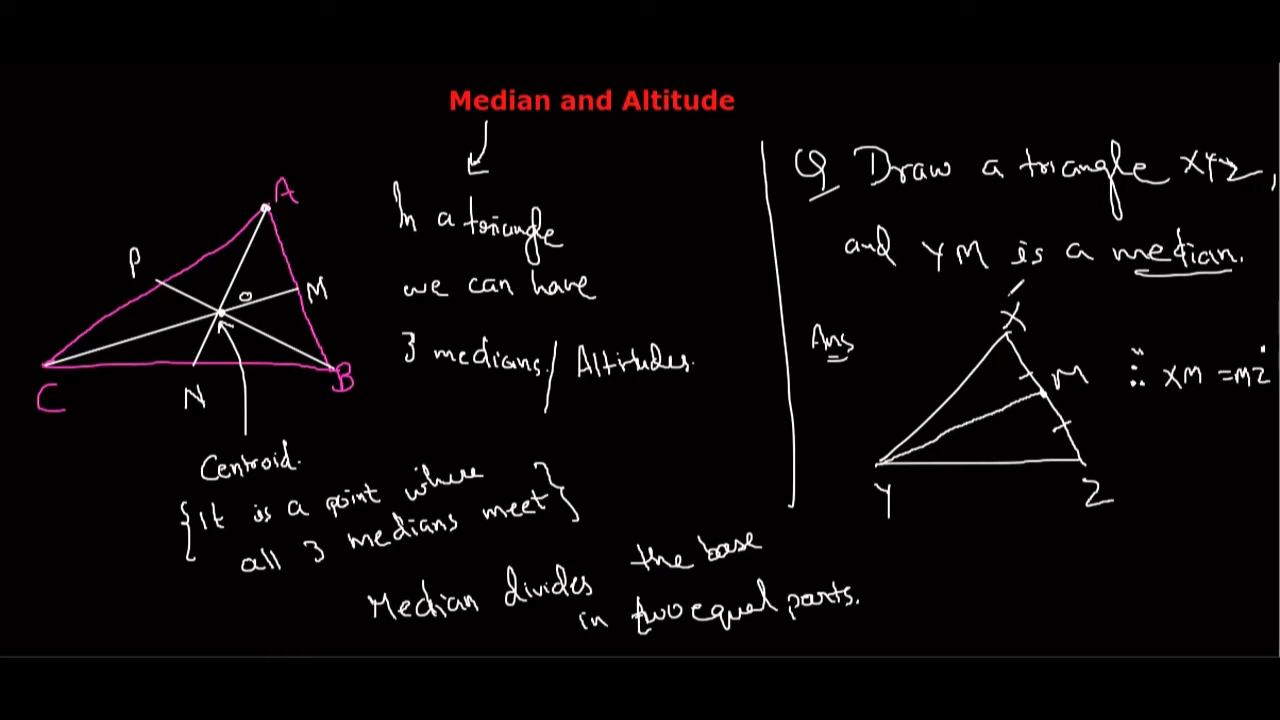 Median and Altitude
A
P
O
M
C
N
B
In a triangle
we can have
3 medians / Altitudes.
Centroid.
{It is a point where
all 3 medians meet}
Median divides the base
in two equal parts.
Q Draw a triangle XYZ,
and YM is a median.
Ans
X
M
∴ XM = MZ
Y
Z